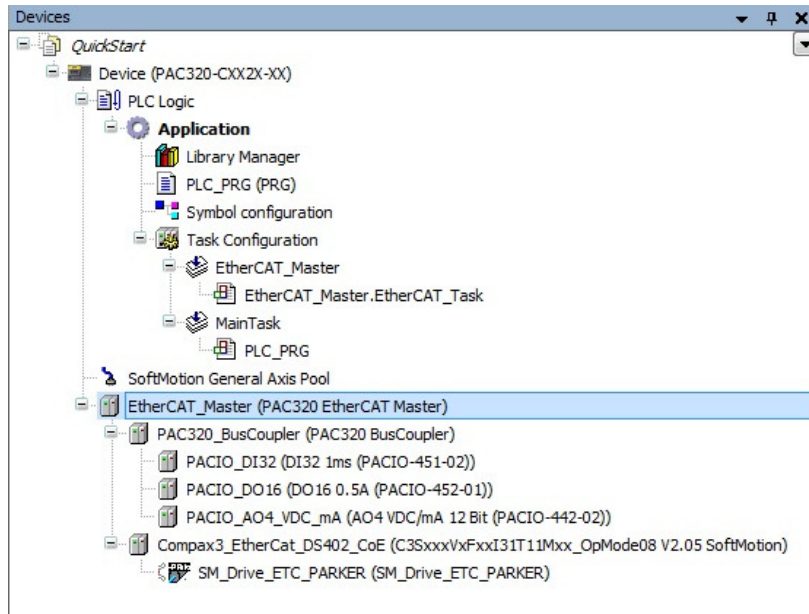 Devices
QuickStart
Device (PAC320-CXX2X-XX)
PLC Logic
Application
Library Manager
PLC_PRG (PRG)
Symbol configuration
Task Configuration
EtherCAT_Master
EtherCAT_Master.EtherCAT_Task
MainTask
PLC_PRG
SoftMotion General Axis Pool
EtherCAT_Master (PAC320 EtherCAT Master)
PAC320_BusCoupler (PAC320 BusCoupler)
PACIO_DI32 (DI32 1ms (PACIO-451-02))
PACIO_DO16 (DO16 0.5A (PACIO-452-01))
PACIO_AO4_VDC_mA (AO4 VDC/mA 12 Bit (PACIO-442-02))
Compax3_EtherCat_DS402_CoE (C3SxxxVxFxxI31T11Mxx_OpMode08 V2.05 SoftMotion)
SM_Drive_ETC_PARKER (SM_Drive_ETC_PARKER)